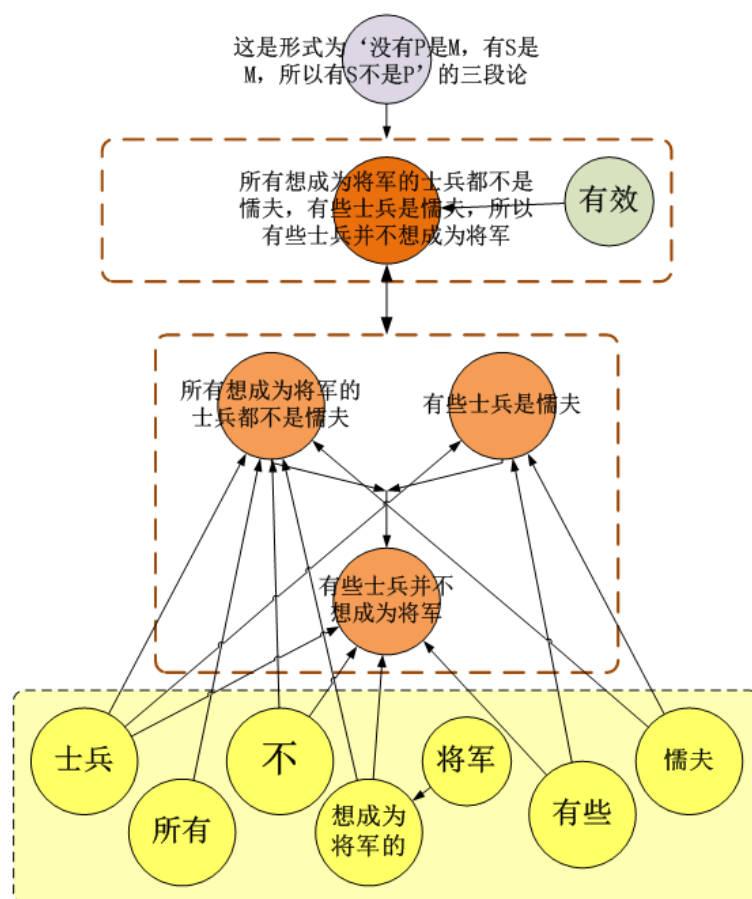 这是形式为‘没有P是M，有S是
M，所以有S不是P’的三段论
所有想成为将军的士兵都不是
懦夫，有些士兵是懦夫，所以
有些士兵并不想成为将军
有效
所有想成为将军的
士兵都不是懦夫
有些士兵是懦夫
有些士兵并不
想成为将军
士兵
不
将军
懦夫
所有
想成为
将军的
有些